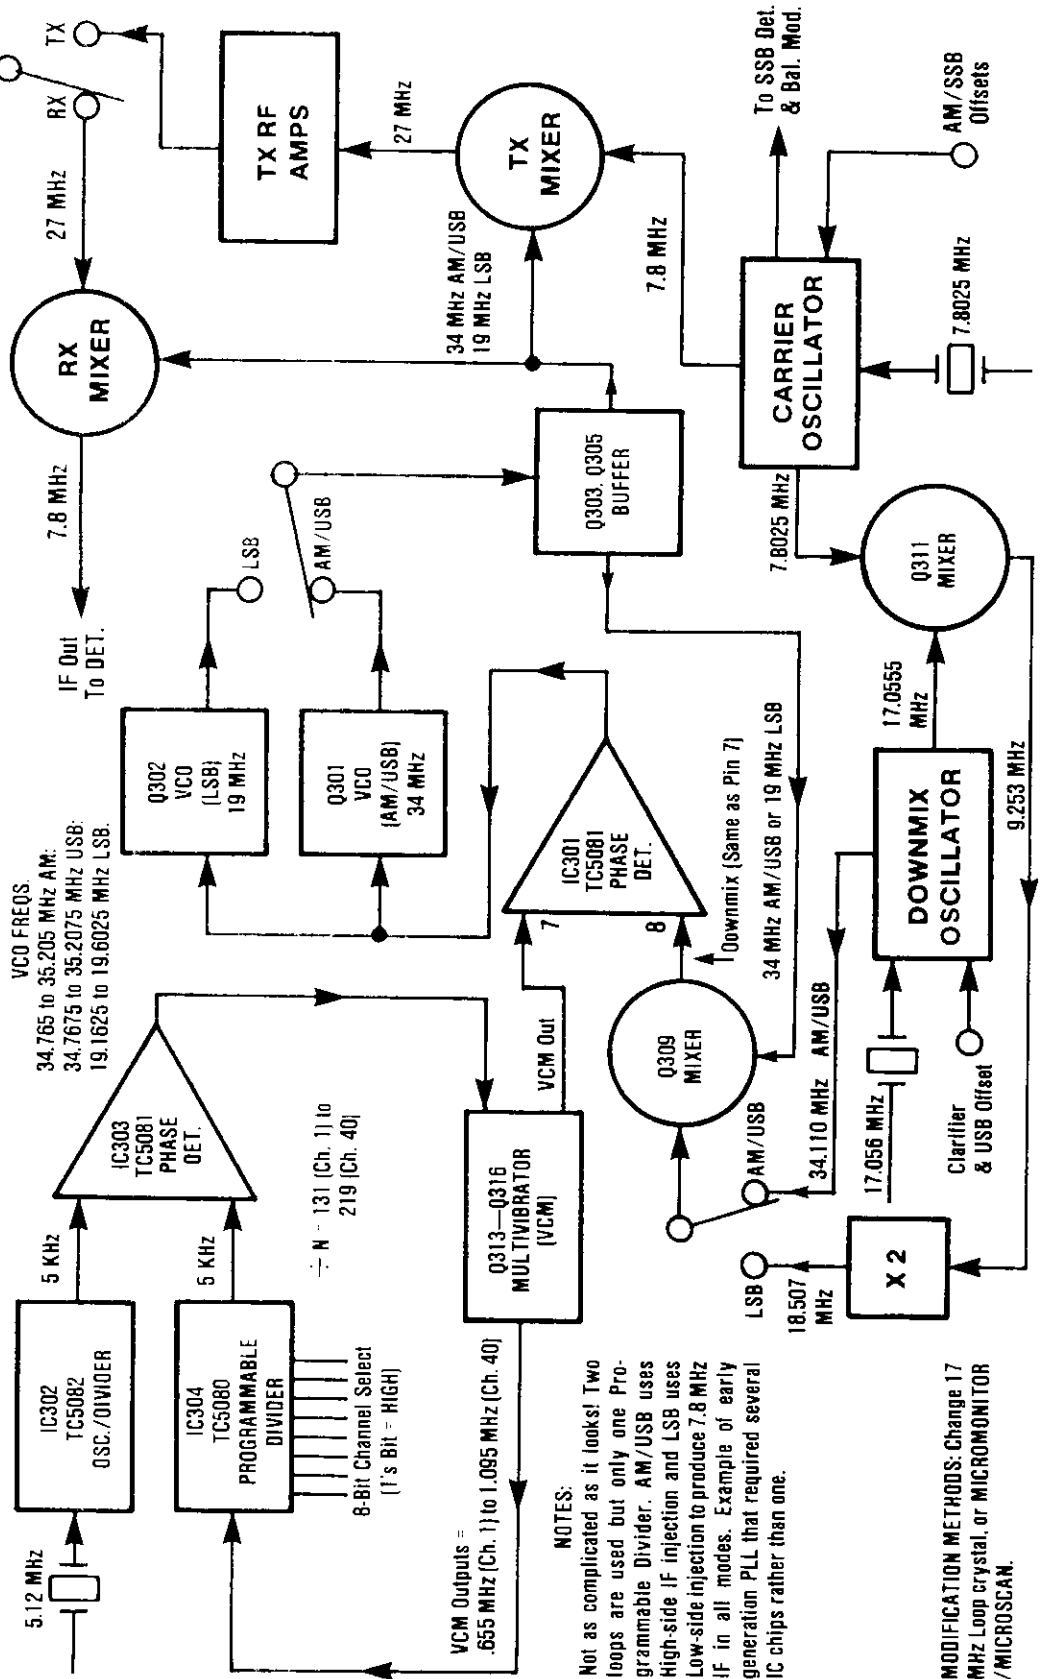 5.12 MHz
IC302
TC5082
OSC./DIVIDER
5 KHz
IC304
TC5080
PROGRAMMABLE
DIVIDER
5 KHz
8-Bit Channel Select
(1's Bit = HIGH)
IC303
TC5081
PHASE
DET.
÷ N - 131 (Ch. 1) to
219 (Ch. 40)
VCO FREQS.
34.765 to 35.205 MHz AM:
34.7675 to 35.2075 MHz USB:
19.1625 to 19.6025 MHz LSB.
Q302
VCO
(LSB)
19 MHz
Q301
VCO
(AM/USB)
34 MHz
LSB
AM/USB
IF Out
To DET.
7.8 MHz
RX
MIXER
27 MHz
RX
TX
TX RF
AMPS
27 MHz
TX
MIXER
34 MHz AM/USB
19 MHz LSB
7.8 MHz
Q303, Q305
BUFFER
VCM Outputs =
.655 MHz (Ch. 1) to 1.095 MHz (Ch. 40)
Q313—Q316
MULTIVIBRATOR
(VCM)
VCM Out
7
8
IC301
TC5081
PHASE
DET.
Downmix (Same as Pin 7)
34 MHz AM/USB or 19 MHz LSB
Q309
MIXER
LSB
AM/USB
18.507
MHz
34.110 MHz AM/USB
X 2
17.056 MHz
Clarifier
& USB Offset
DOWNMIX
OSCILLATOR
17.0555
MHz
9.253 MHz
Q311
MIXER
7.8025 MHz
CARRIER
OSCILLATOR
7.8025 MHz
To SSB Det.
& Bal. Mod.
AM/SSB
Offsets
NOTES:
Not as complicated as it looks! Two
loops are used but only one Pro-
grammable Divider. AM/USB uses
High-side IF injection and LSB uses
Low-side injection to produce 7.8 MHz
IF in all modes. Example of early
generation PLL that required several
IC chips rather than one.
MODIFICATION METHODS: Change 17
MHz Loop crystal, or MICROMONITOR
/MICROSCAN.